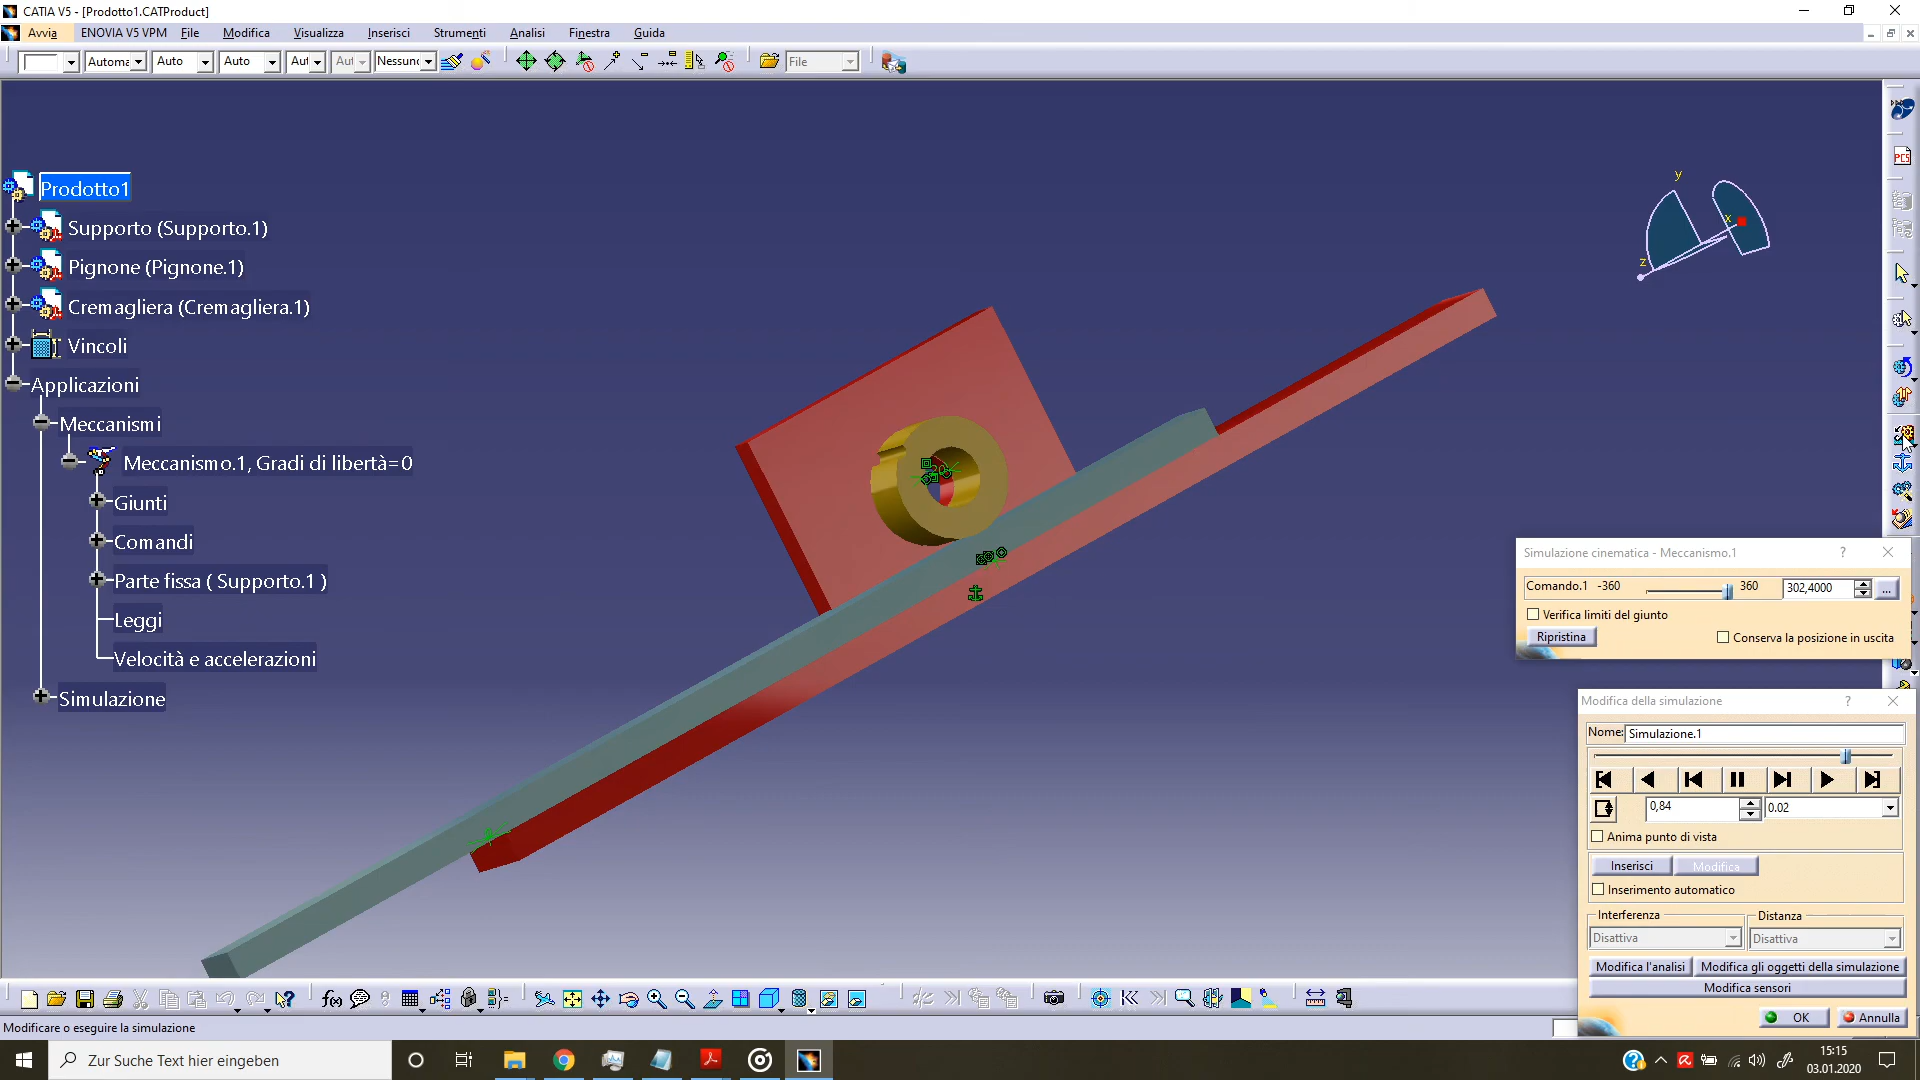 CATIA V5 - [Prodotto1.CATProduct]
Avvia ENOVIA V5 VPM File Modifica Visualizza Inserisci Strumenti Analisi Finestra Guida
Automa Auto Auto Aut Aut Nessunc File
Prodotto1
Supporto (Supporto.1)
Pignone (Pignone.1)
Cremagliera (Cremagliera.1)
Vincoli
Applicazioni
Meccanismi
Meccanismo.1, Gradi di libertà=0
Giunti
Comandi
Parte fissa ( Supporto.1 )
Leggi
Velocità e accelerazioni
Simulazione
y
x
z
PCS
Simulazione cinematica - Meccanismo.1 ?
Comando.1 -360 360 302,4000 ...
Verifica limiti del giunto
Ripristina Conserva la posizione in uscita
Modifica della simulazione ?
Nome: Simulazione.1
0,84 0.02
Anima punto di vista
Inserisci Modifica
Inserimento automatico
Interferenza Distanza
Disattiva Disattiva
Modifica l'analisi Modifica gli oggetti della simulazione
Modifica sensori
OK Annulla
f(x)
Modificare o eseguire la simulazione
Zur Suche Text hier eingeben
15:15
03.01.2020